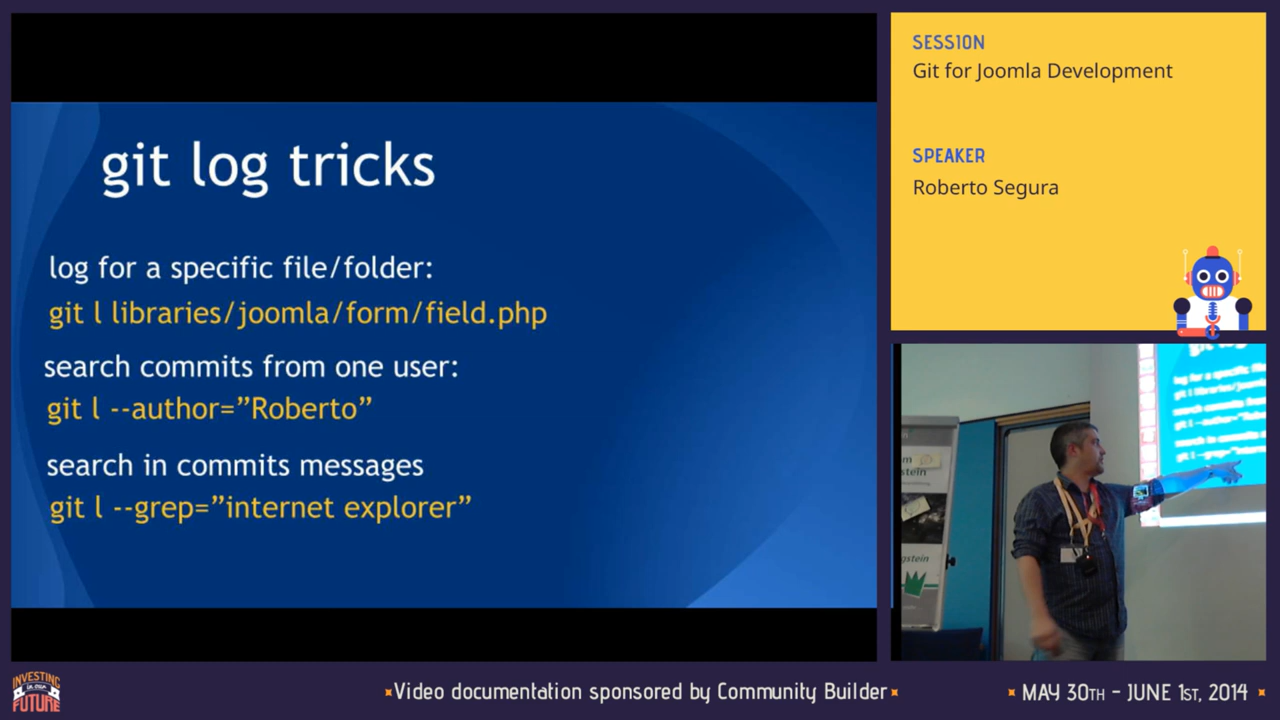 git log tricks
log for a specific file/folder:
git l libraries/joomla/form/field.php
search commits from one user:
git l --author=”Roberto”
search in commits messages
git l --grep=”internet explorer”
SESSION
Git for Joomla Development
SPEAKER
Roberto Segura
INVESTING
in our
FUTURE
Video documentation sponsored by Community Builder
MAY 30TH - JUNE 1ST, 2014